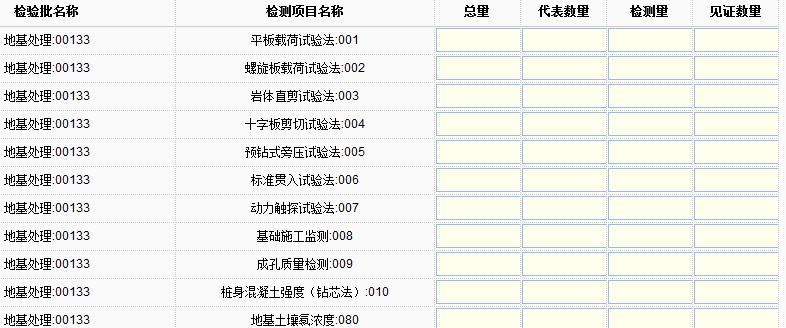 检验批名称 检测项目名称 总量 代表数量 检测量 见证数量
地基处理:00133 平板载荷试验法:001
地基处理:00133 螺旋板载荷试验法:002
地基处理:00133 岩体直剪试验法:003
地基处理:00133 十字板剪切试验法:004
地基处理:00133 预钻式旁压试验法:005
地基处理:00133 标准贯入试验法:006
地基处理:00133 动力触探试验法:007
地基处理:00133 基础施工监测:008
地基处理:00133 成孔质量检测:009
地基处理:00133 桩身混凝土强度（钻芯法）:010
地基处理:00133 地基土壤氡浓度:080